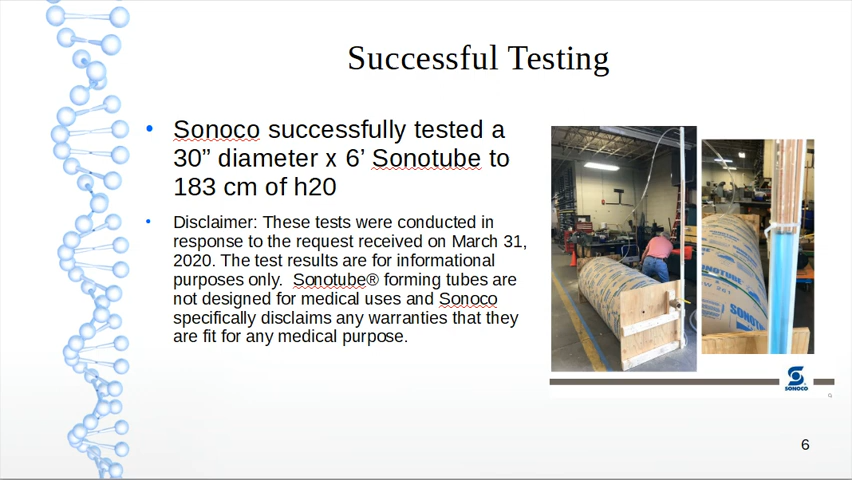 Successful Testing
Sonoco successfully tested a
30” diameter x 6’ Sonotube to
183 cm of h20
Disclaimer: These tests were conducted in
response to the request received on March 31,
2020. The test results are for informational
purposes only.  Sonotube® forming tubes are
not designed for medical uses and Sonoco
specifically disclaims any warranties that they
are fit for any medical purpose.
SONOTUBE
SONOCO
6